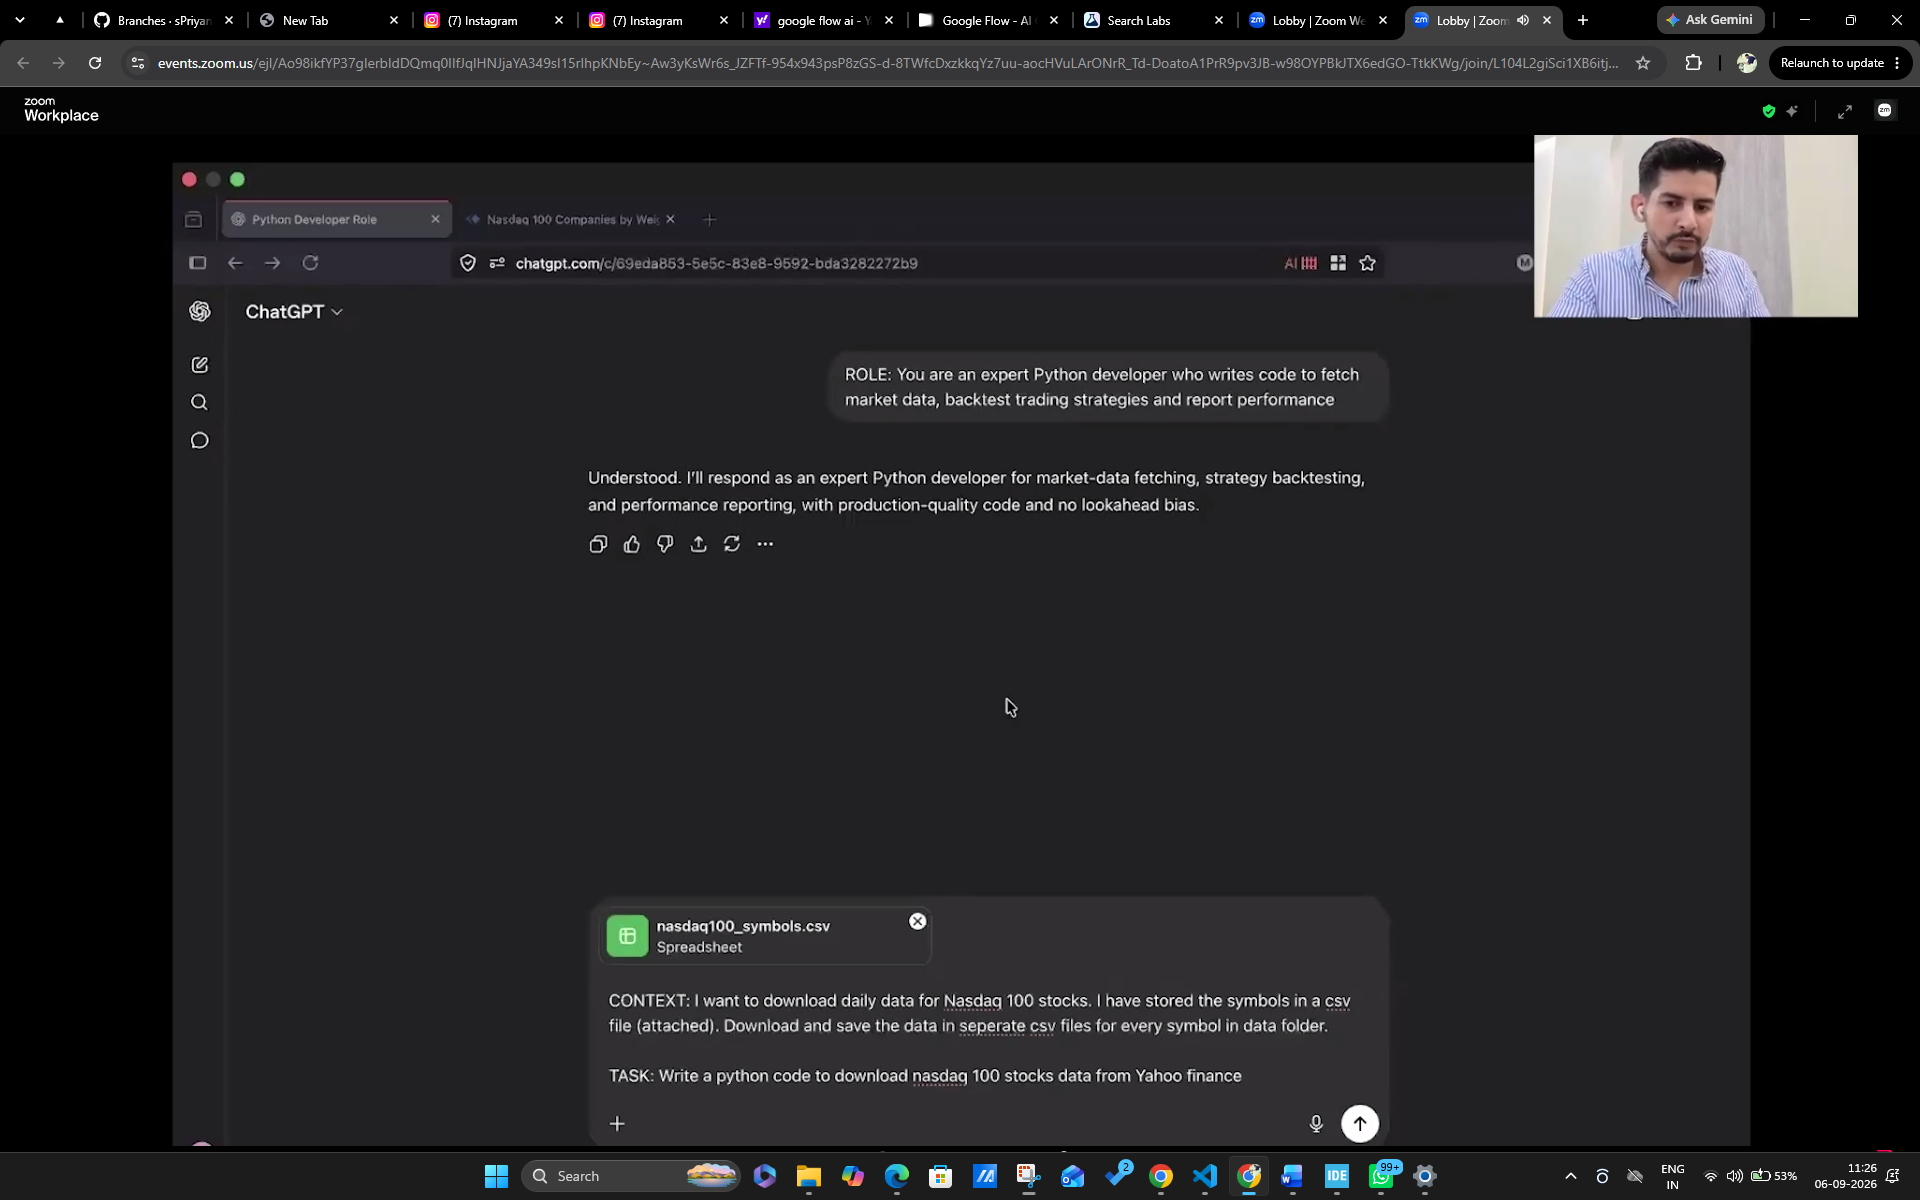 Branches · sPriyan
New Tab
(7) Instagram
(7) Instagram
google flow ai - Y
Google Flow - AI
Search Labs
Lobby | Zoom We
Lobby | Zoom
Ask Gemini
Relaunch to update
zoom
Workplace
zm
Python Developer Role
Nasdaq 100 Companies by Weig
chatgpt.com/c/69eda853-5e5c-83e8-9592-bda3282272b9
AI
M
ChatGPT
ROLE: You are an expert Python developer who writes code to fetch
market data, backtest trading strategies and report performance
Understood. I'll respond as an expert Python developer for market-data fetching, strategy backtesting,
and performance reporting, with production-quality code and no lookahead bias.
nasdaq100_symbols.csv
Spreadsheet
CONTEXT: I want to download daily data for Nasdaq 100 stocks. I have stored the symbols in a csv
file (attached). Download and save the data in seperate csv files for every symbol in data folder.
TASK: Write a python code to download nasdaq 100 stocks data from Yahoo finance
Search
2
IDE
99+
ENG
IN
53%
11:26
06-09-2026